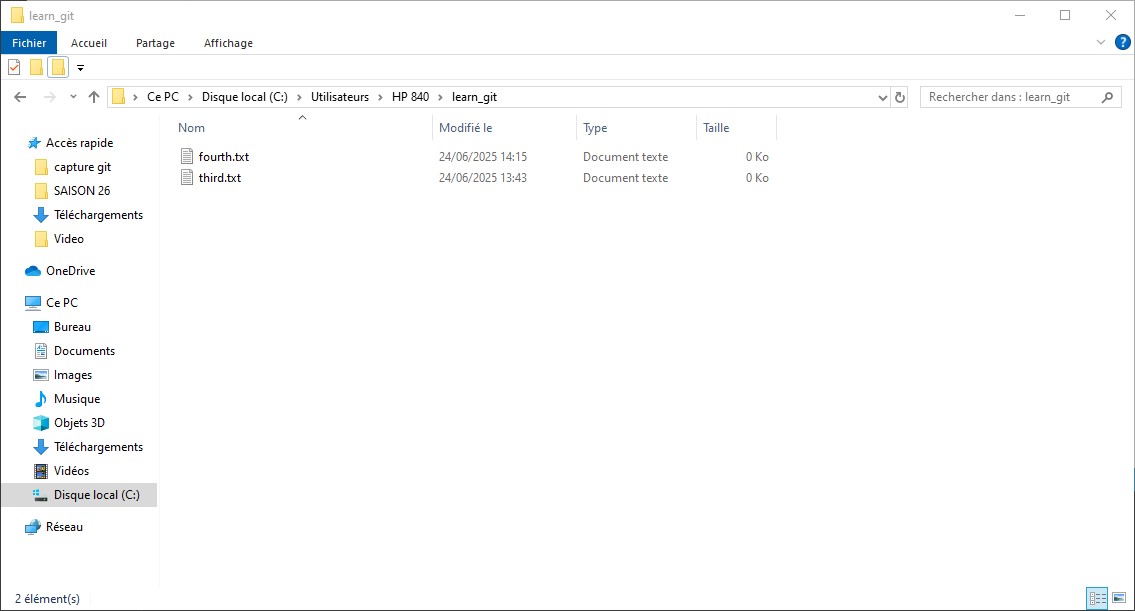 learn_git
Fichier Accueil Partage Affichage
Ce PC Disque local (C:) Utilisateurs HP 840 learn_git
Rechercher dans : learn_git
Nom Modifié le Type Taille
fourth.txt 24/06/2025 14:15 Document texte 0 Ko
third.txt 24/06/2025 13:43 Document texte 0 Ko
Accès rapide
capture git
SAISON 26
Téléchargements
Video
OneDrive
Ce PC
Bureau
Documents
Images
Musique
Objets 3D
Téléchargements
Vidéos
Disque local (C:)
Réseau
2 élément(s)